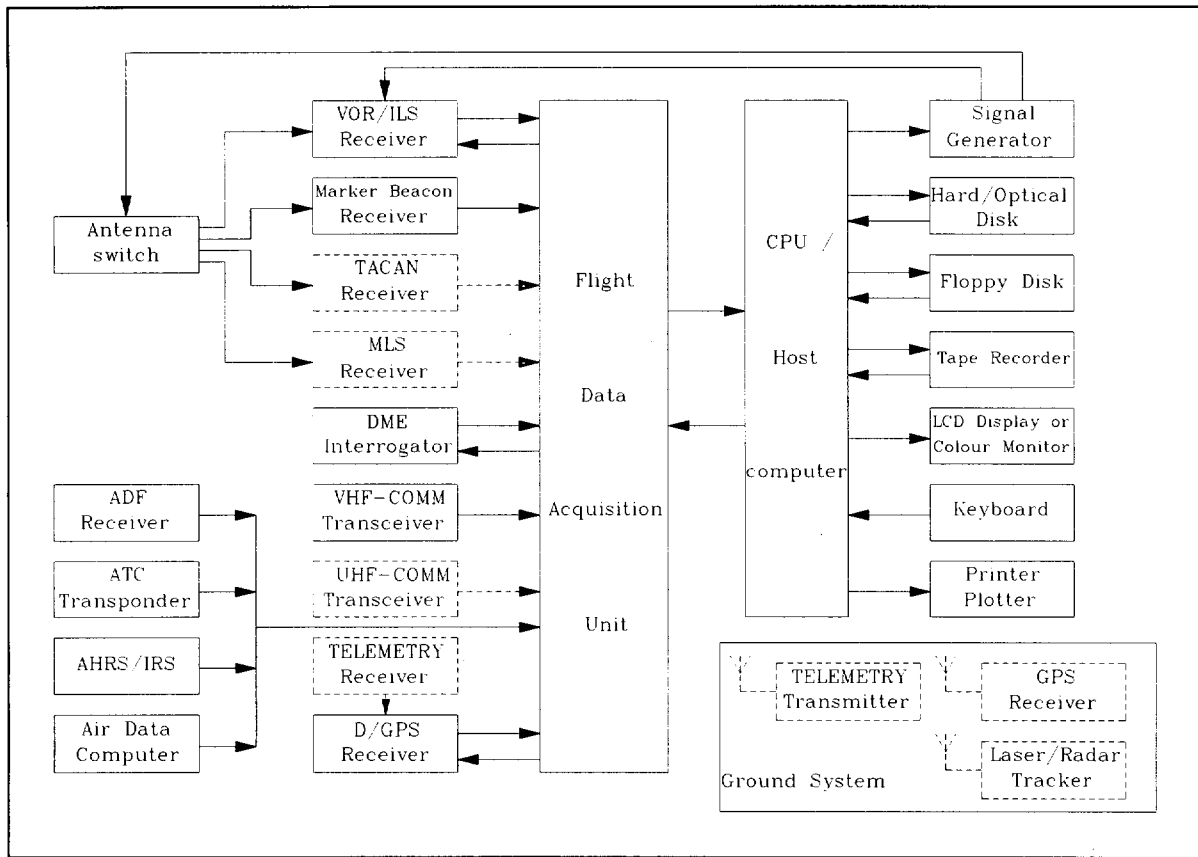 VOR/ILS
Receiver
Marker Beacon
Receiver
Antenna
switch
TACAN
Receiver
MLS
Receiver
DME
Interrogator
ADF
Receiver
VHF-COMM
Transceiver
ATC
Transponder
UHF-COMM
Transceiver
AHRS/IRS
TELEMETRY
Receiver
Air Data
Computer
D/GPS
Receiver
Flight
Data
Acquisition
Unit
CPU /
Host
computer
Signal
Generator
Hard/Optical
Disk
Floppy Disk
Tape Recorder
LCD Display or
Colour Monitor
Keyboard
Printer
Plotter
TELEMETRY
Transmitter
GPS
Receiver
Laser/Radar
Tracker
Ground System